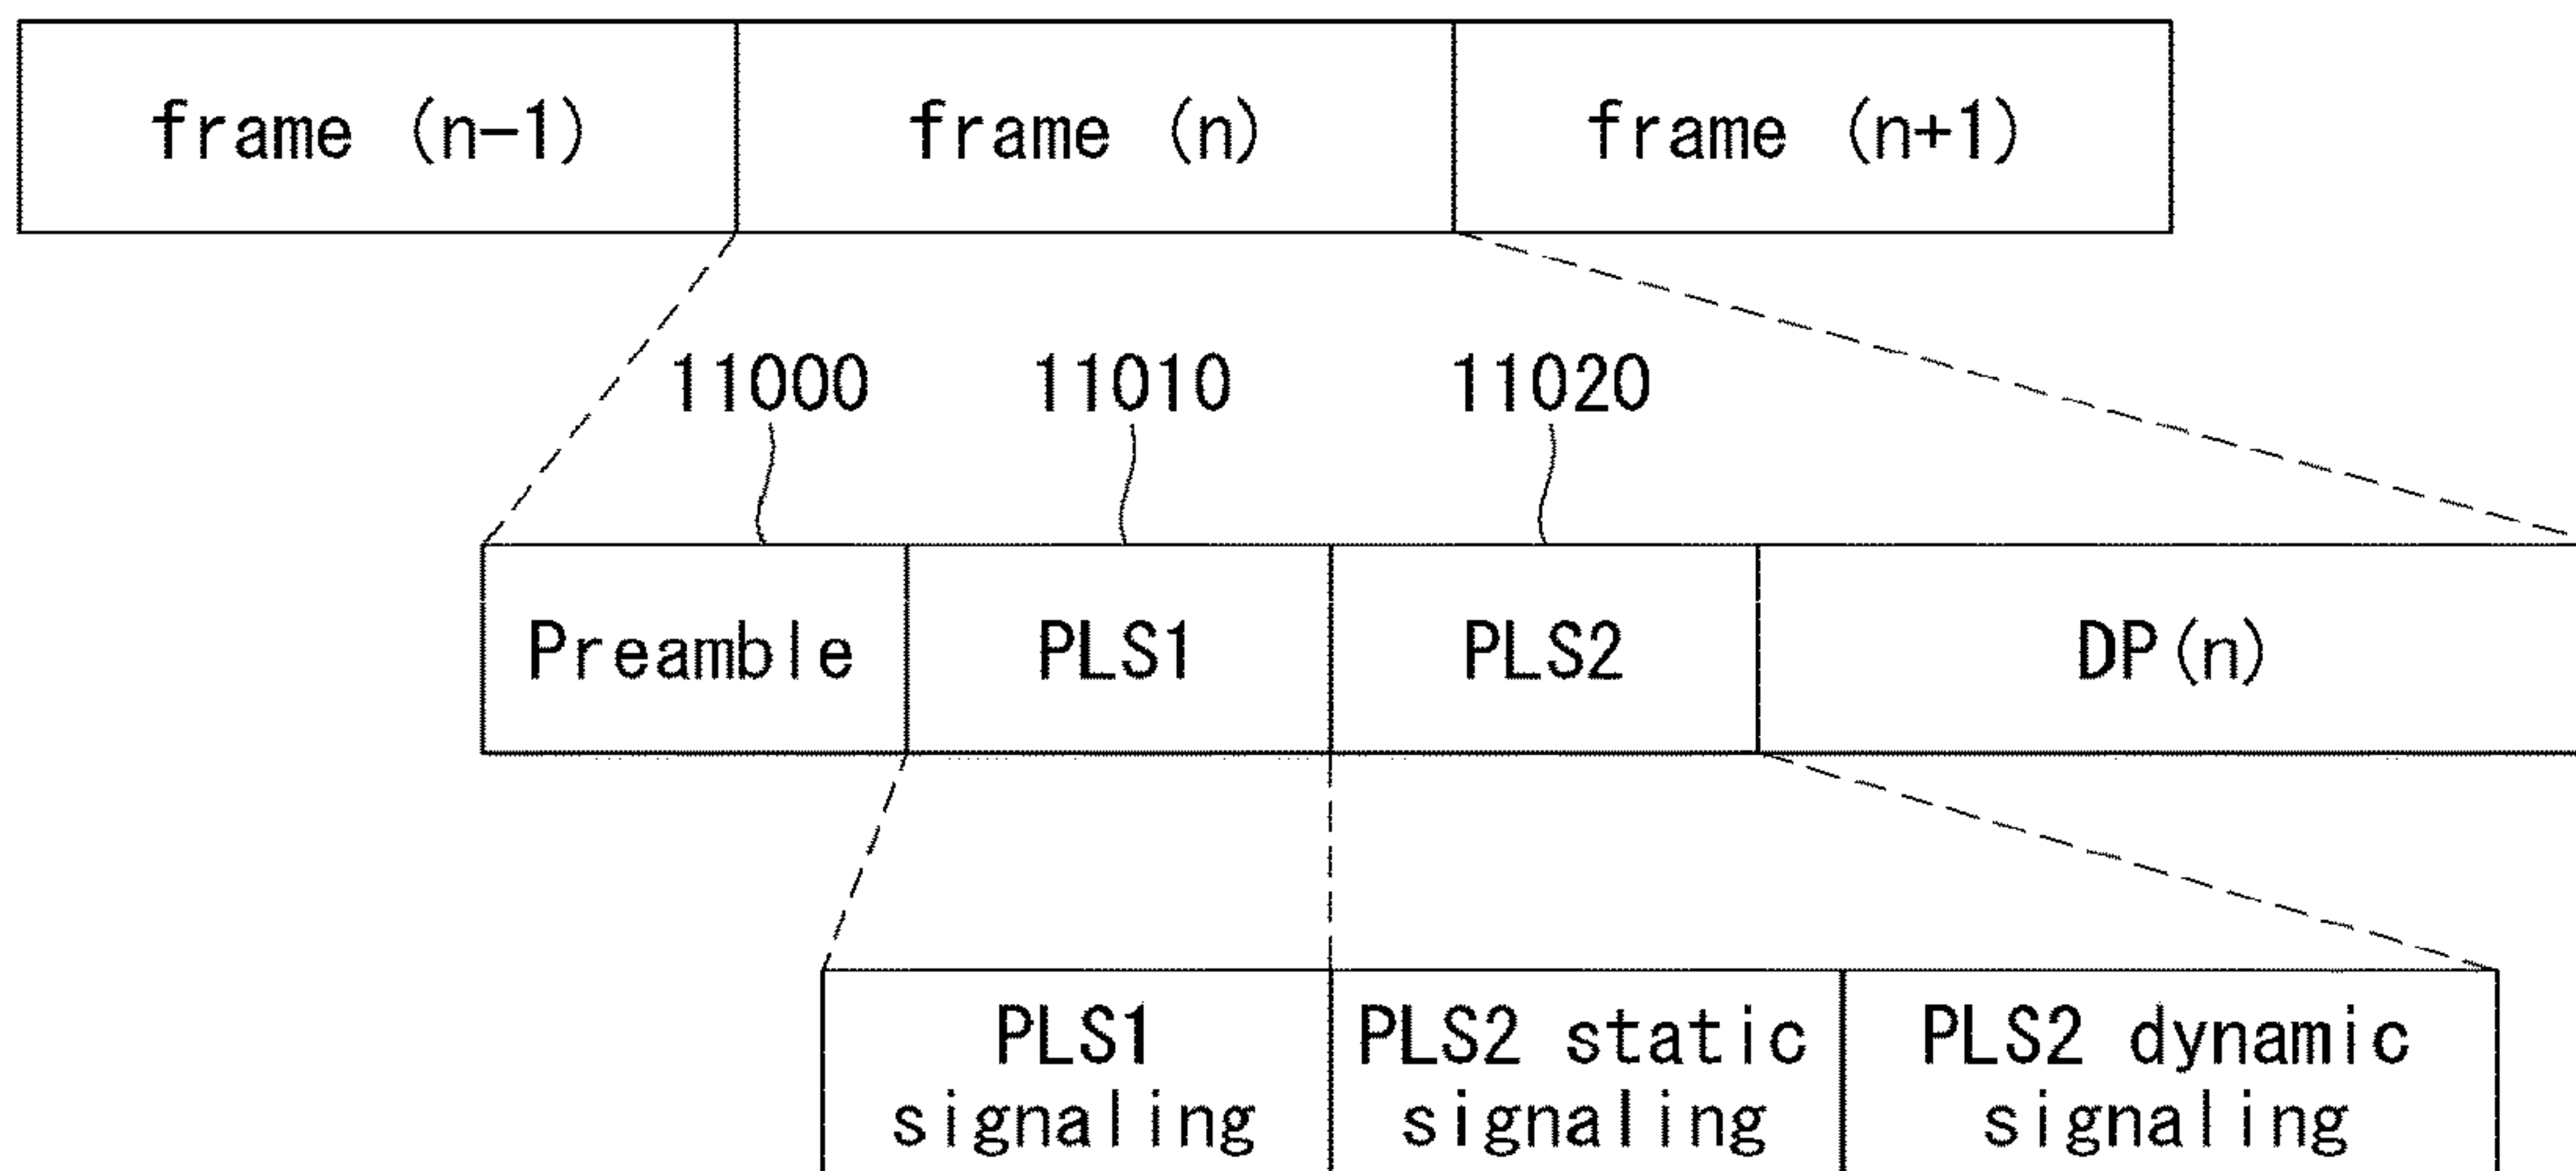 frame (n-1) frame (n) frame (n+1)
11000 11010 11020
Preamble PLS1 PLS2 DP(n)
PLS1 signaling
PLS2 static signaling
PLS2 dynamic signaling